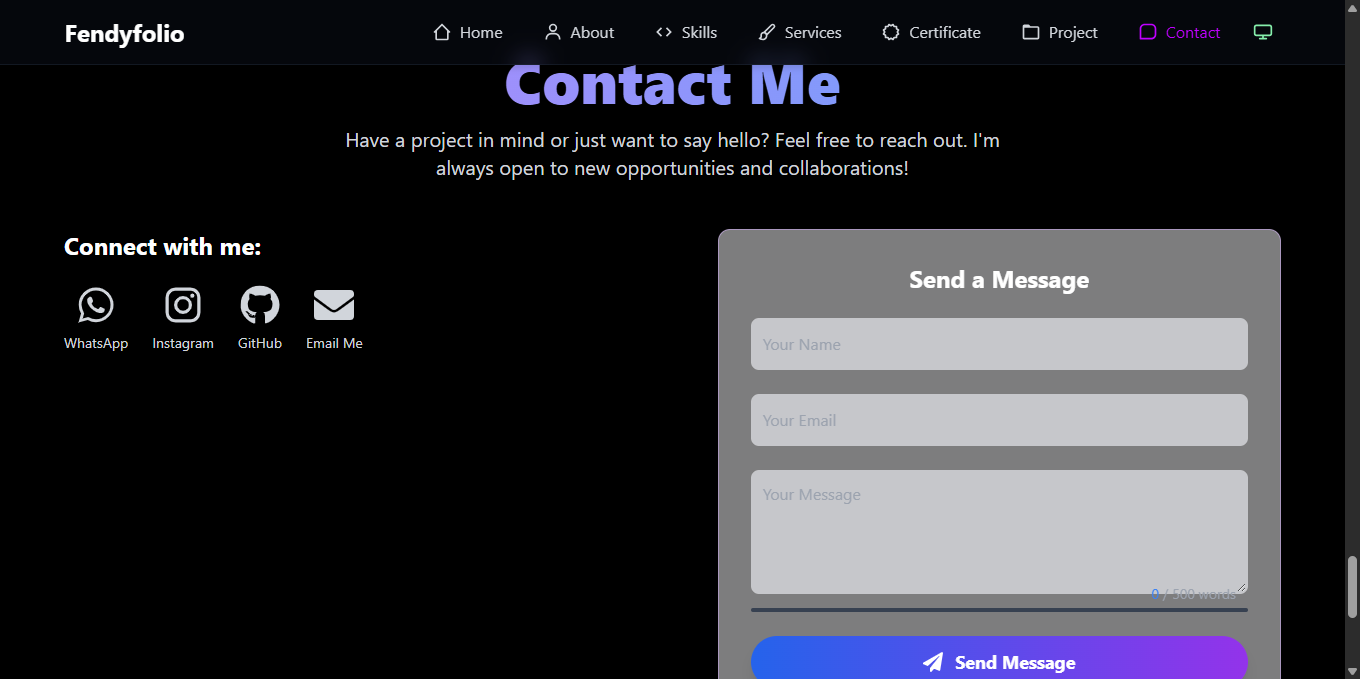 Fendyfolio
Home
About
Skills
Services
Certificate
Project
Contact
Contact Me
Have a project in mind or just want to say hello? Feel free to reach out. I'm
always open to new opportunities and collaborations!
Connect with me:
WhatsApp
Instagram
GitHub
Email Me
Send a Message
Your Name
Your Email
Your Message
0 / 500 words
Send Message